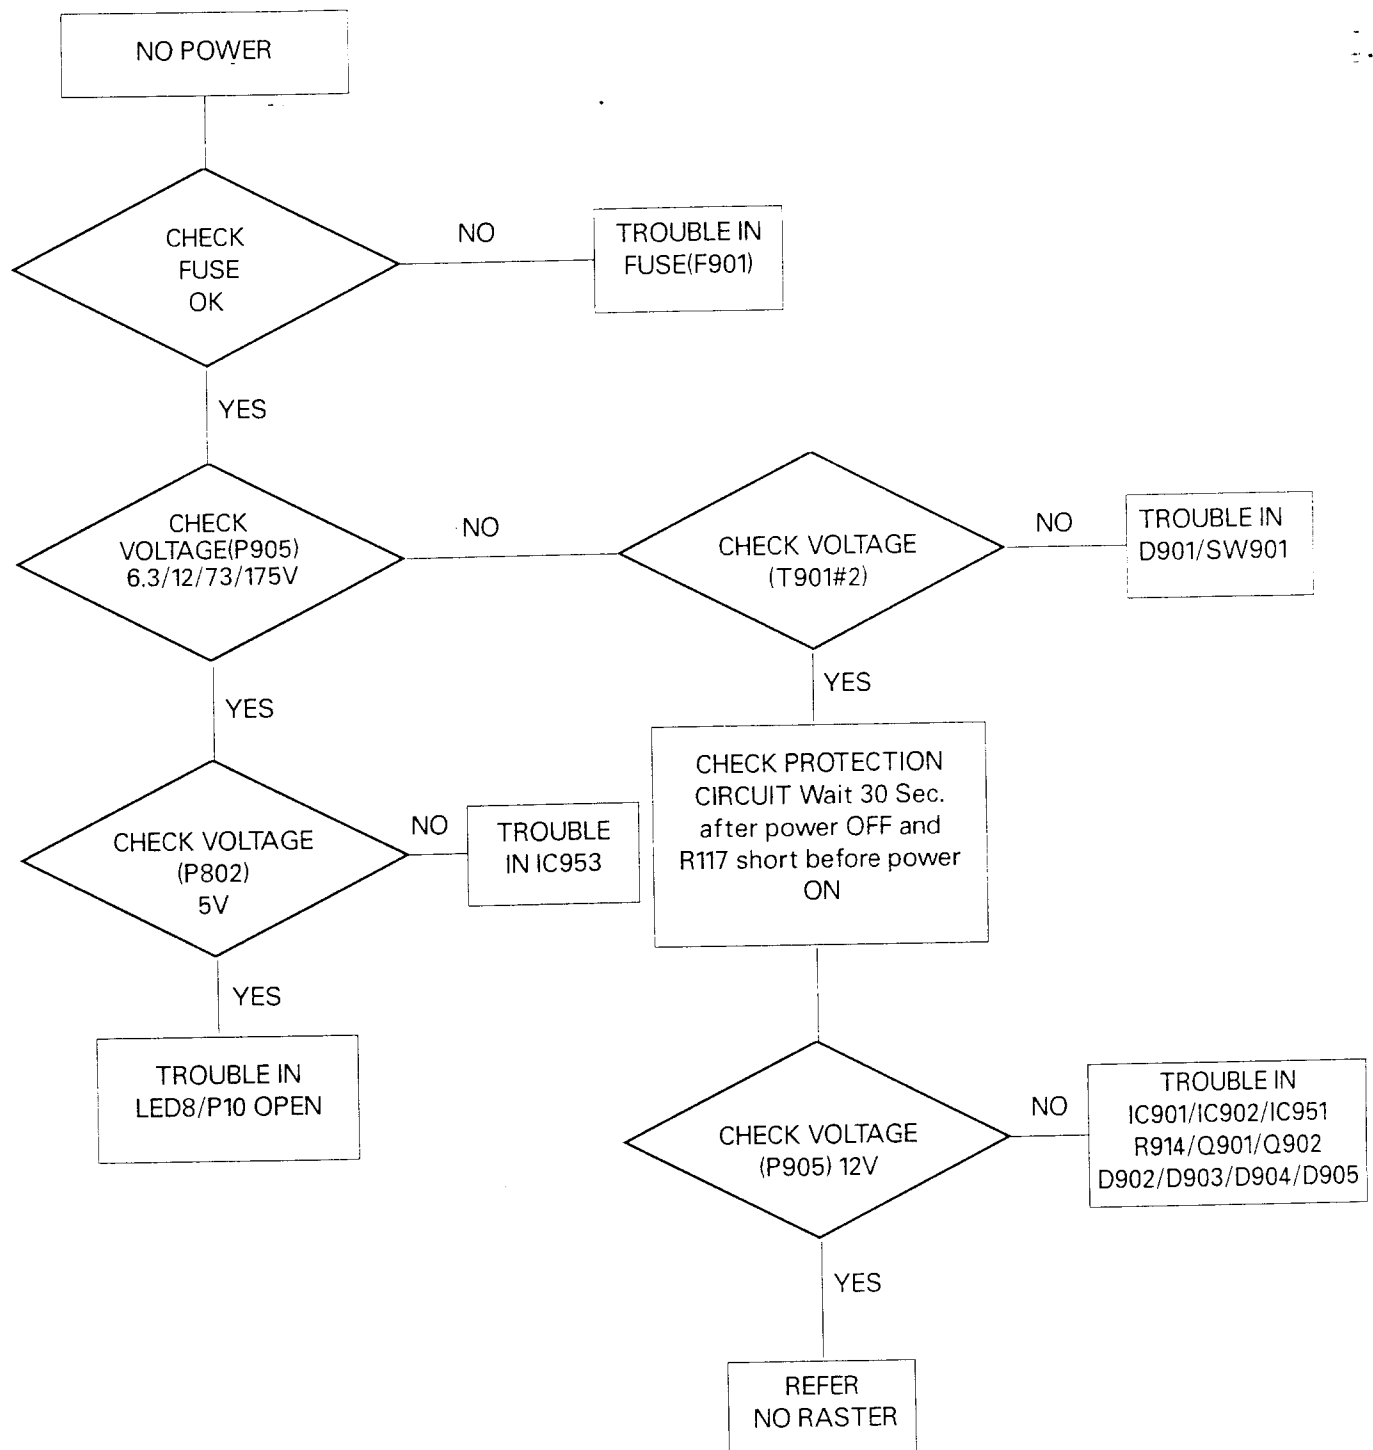 NO POWER
CHECK
FUSE
OK
NO
TROUBLE IN
FUSE(F901)
YES
CHECK
VOLTAGE(P905)
6.3/12/73/175V
NO
CHECK VOLTAGE
(T901#2)
NO
TROUBLE IN
D901/SW901
YES
YES
CHECK VOLTAGE
(P802)
5V
NO
TROUBLE
IN IC953
CHECK PROTECTION
CIRCUIT Wait 30 Sec.
after power OFF and
R117 short before power
ON
YES
TROUBLE IN
LED8/P10 OPEN
CHECK VOLTAGE
(P905) 12V
NO
TROUBLE IN
IC901/IC902/IC951
R914/Q901/Q902
D902/D903/D904/D905
YES
REFER
NO RASTER